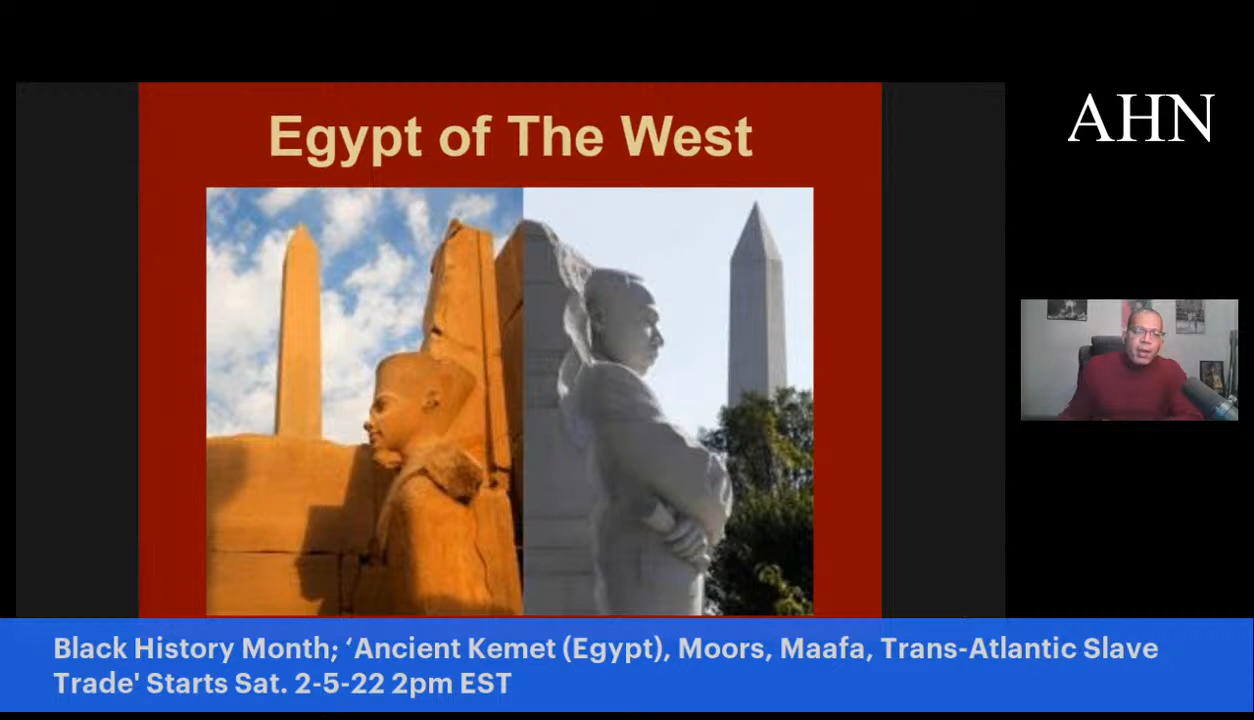 Egypt of The West
AHN
Black History Month; ‘Ancient Kemet (Egypt), Moors, Maafa, Trans-Atlantic Slave
Trade' Starts Sat. 2-5-22 2pm EST